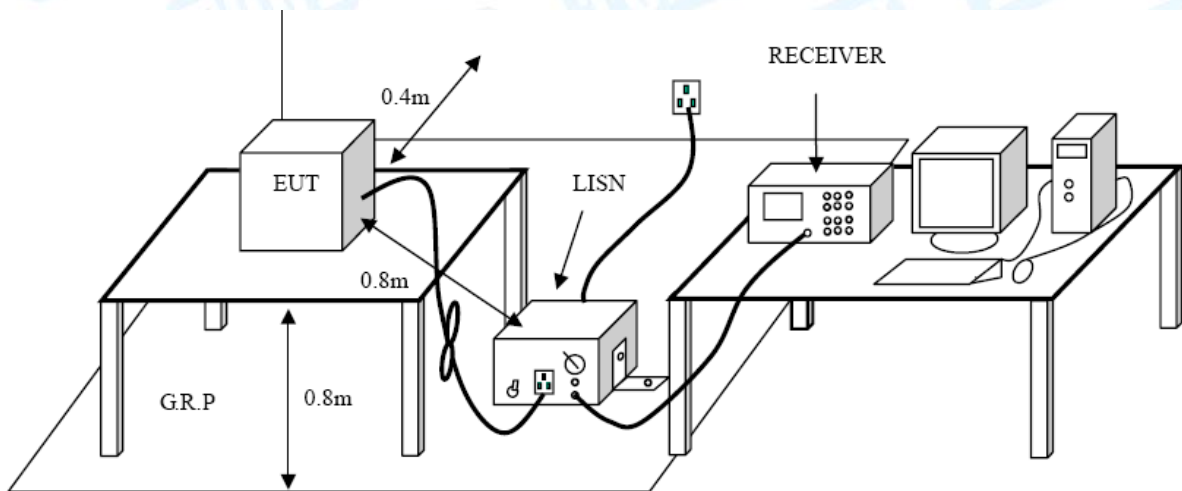 RECEIVER
0.4m
EUT
LISN
0.8m
G.R.P
0.8m